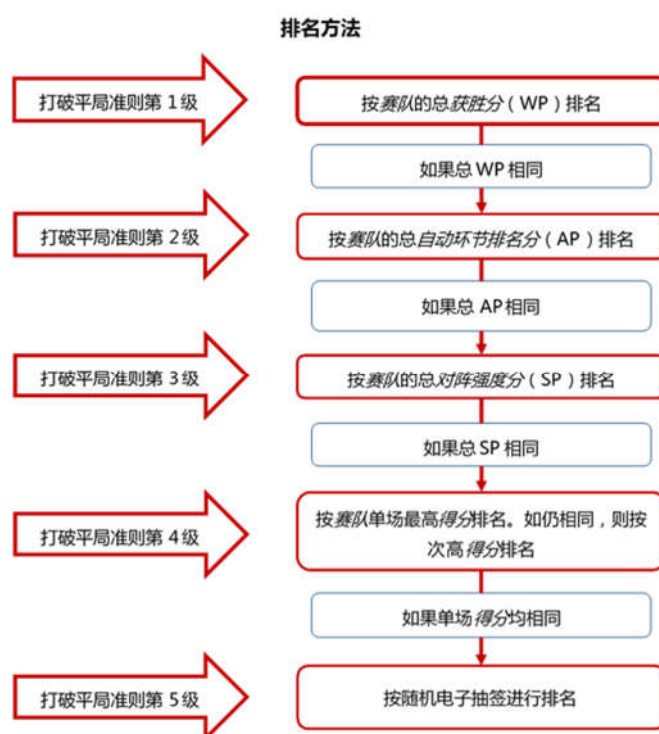 排名方法
打破平局准则第 1 级
按赛队的总获胜分（WP）排名
如果总 WP 相同
打破平局准则第 2 级
按赛队的总自动环节排名分（AP）排名
如果总 AP 相同
打破平局准则第 3 级
按赛队的总对阵强度分（SP）排名
如果总 SP 相同
打破平局准则第 4 级
按赛队单场最高得分排名。如仍相同，则按
次高得分排名
如果单场得分均相同
打破平局准则第 5 级
按随机电子抽签进行排名